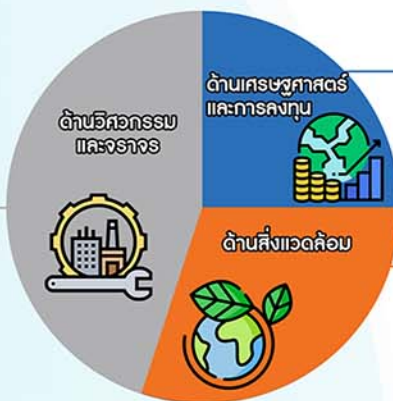 ด้านวิศวกรรม
และจราจร
ด้านเศรษฐศาสตร์
และการลงทุน
ด้านสิ่งแวดล้อม